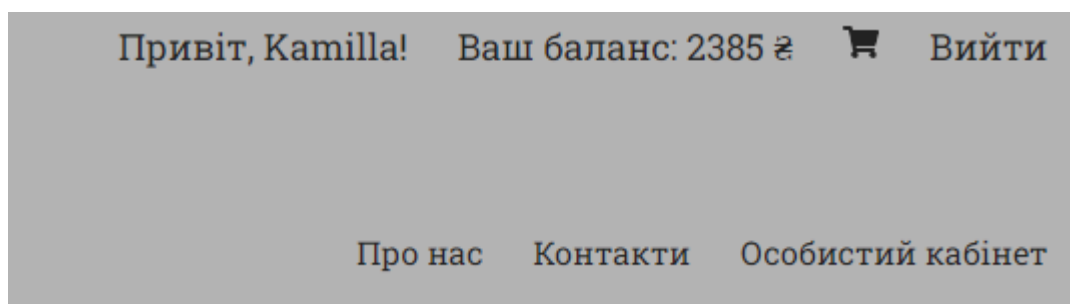 Привіт, Kamilla! Ваш баланс: 2385 ₴ Вийти
Про нас Контакти Особистий кабінет